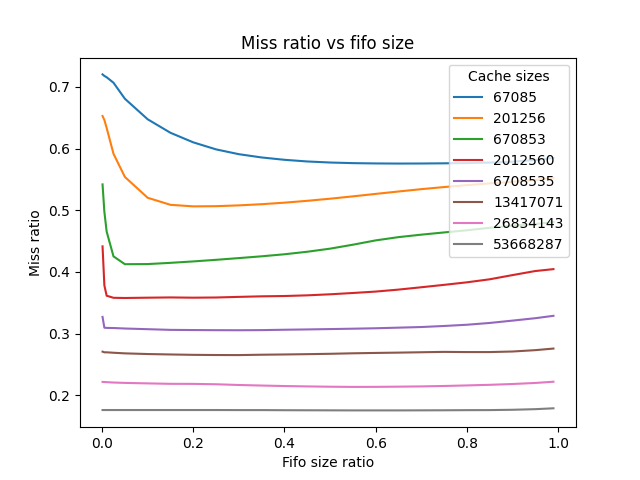 Miss ratio vs fifo size
Cache sizes
67085
201256
670853
2012560
6708535
13417071
26834143
53668287
Miss ratio
0.7
0.6
0.5
0.4
0.3
0.2
0.0 0.2 0.4 0.6 0.8 1.0
Fifo size ratio